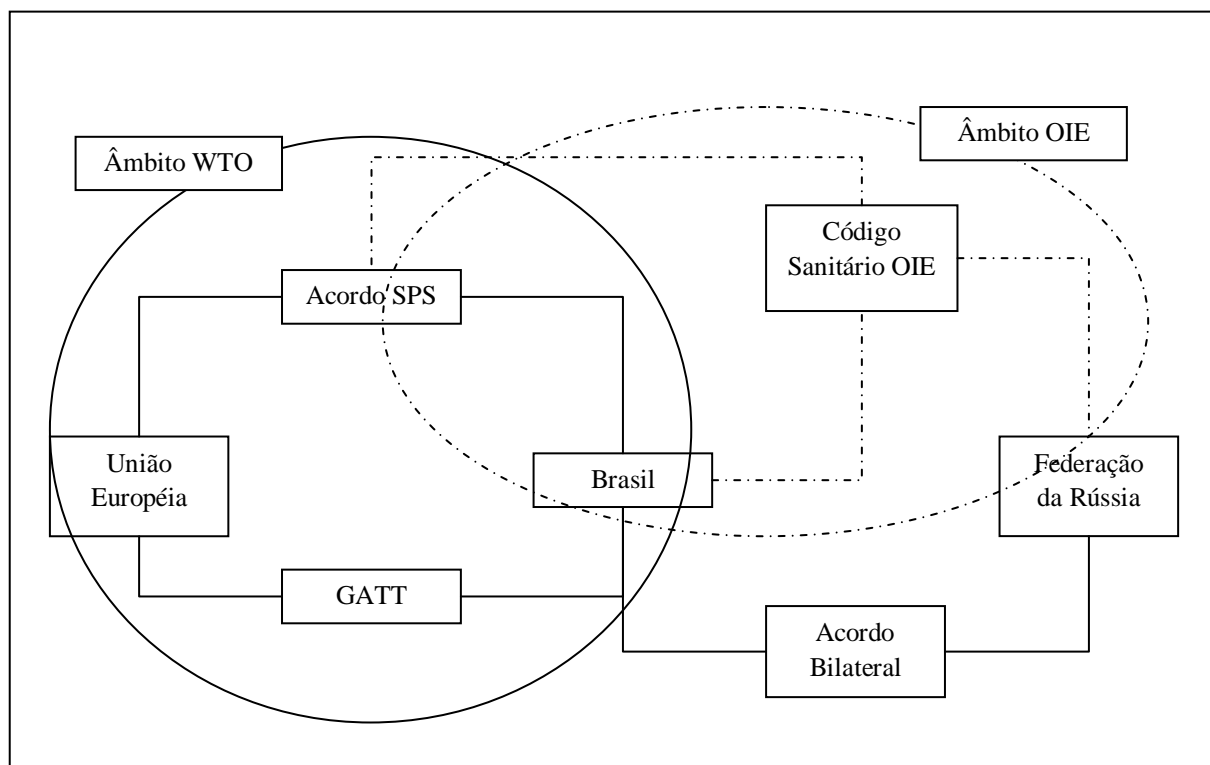 Âmbito WTO
Âmbito OIE
Código
Sanitário OIE
Acordo SPS
União
Européia
Brasil
Federação
da Rússia
GATT
Acordo
Bilateral